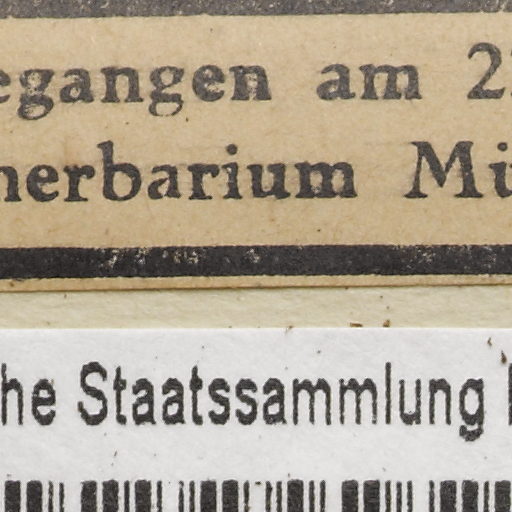 egangen am 2
herbarium Mü
he Staatssammlung